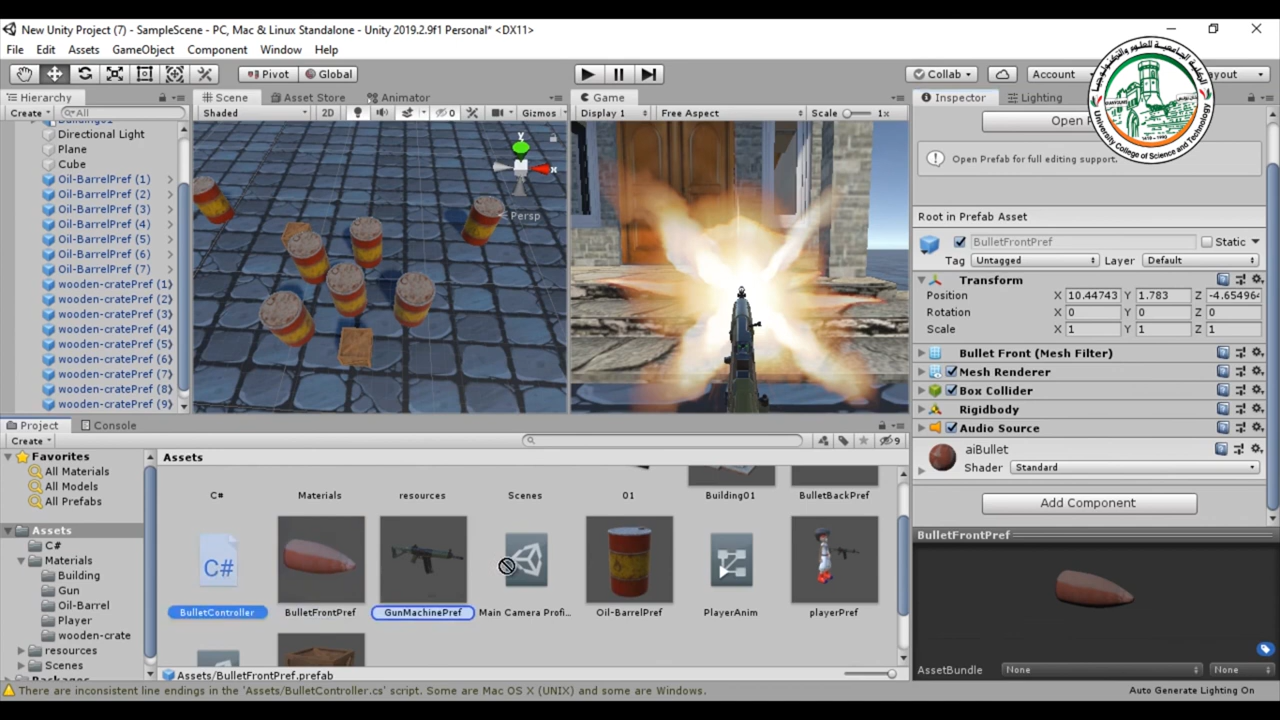 New Unity Project (7) - SampleScene - PC, Mac & Linux Standalone - Unity 2019.2.9f1 Personal* <DX11>
File Edit Assets GameObject Component Window Help
Pivot Global Collab Account
Hierarchy Scene Asset Store Animator Game Inspector Lighting
Create All Shaded 2D 0 Gizmos Display 1 Free Aspect Scale 1x
Directional Light
Plane
Cube
Oil-BarrelPref (1)
Oil-BarrelPref (2)
Oil-BarrelPref (3)
Oil-BarrelPref (4)
Oil-BarrelPref (5)
Oil-BarrelPref (6)
Oil-BarrelPref (7)
wooden-cratePref (1)
wooden-cratePref (2)
wooden-cratePref (3)
wooden-cratePref (4)
wooden-cratePref (5)
wooden-cratePref (6)
wooden-cratePref (7)
wooden-cratePref (8)
wooden-cratePref (9)
y
x
Persp
University College of Science and Technology
Open Prefab for full editing support.
Root in Prefab Asset
BulletFrontPref Static
Tag Untagged Layer Default
Transform
Position X 10.44743 Y 1.783 Z -4.65496
Rotation X 0 Y 0 Z 0
Scale X 1 Y 1 Z 1
Bullet Front (Mesh Filter)
Mesh Renderer
Box Collider
Rigidbody
Audio Source
aiBullet
Shader Standard
Add Component
BulletFrontPref
AssetBundle None None
Project Console
Create 9
Favorites
All Materials
All Models
All Prefabs
Assets
C#
Materials
Building
Gun
Oil-Barrel
Player
wooden-crate
resources
Scenes
Assets
C# Materials resources Scenes 01 Building01 BulletBackPref
C#
BulletController BulletFrontPref GunMachinePref Main Camera Profi... Oil-BarrelPref PlayerAnim playerPref
Assets/BulletFrontPref.prefab
There are inconsistent line endings in the 'Assets/BulletController.cs' script. Some are Mac OS X (UNIX) and some are Windows.
Auto Generate Lighting On